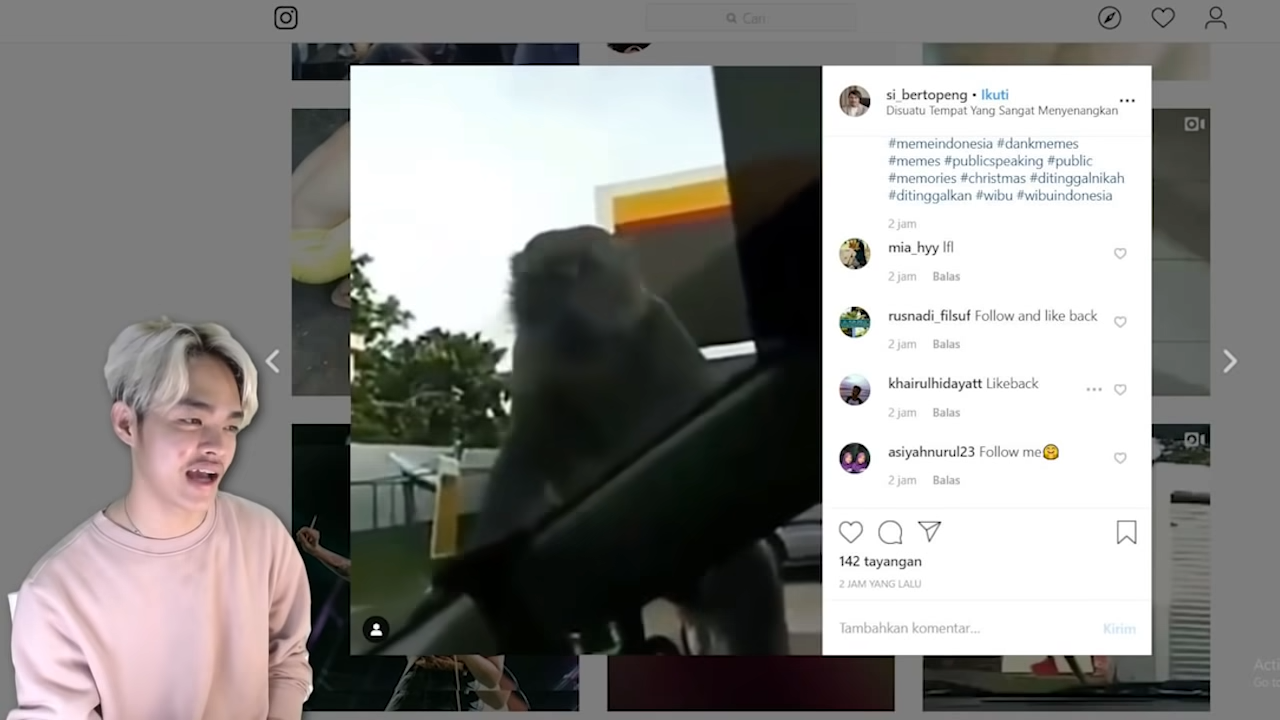 Cari
si_bertopeng • Ikuti
Disuatu Tempat Yang Sangat Menyenangkan
#memeindonesia #dankmemes
#memes #publicspeaking #public
#memories #christmas #ditinggalnikah
#ditinggalkan #wibu #wibuindonesia
2 jam
mia_hyy lfl
2 jam Balas
rusnadi_filsuf Follow and like back
2 jam Balas
khairulhidayatt Likeback
2 jam Balas
asiyahnurul23 Follow me🤗
2 jam Balas
142 tayangan
2 JAM YANG LALU
Tambahkan komentar... Kirim
Go to